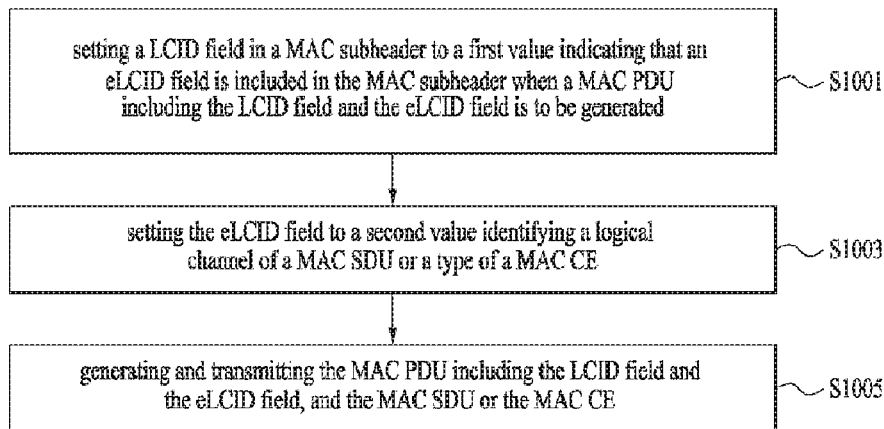 setting a LCID field in a MAC subheader to a first value indicating that an
eLCID field is included in the MAC subheader when a MAC PDU
including the LCID field and the eLCID field is to be generated
S1001
setting the eLCID field to a second value identifying a logical
channel of a MAC SDU or a type of a MAC CE
S1003
generating and transmitting the MAC PDU including the LCID field and
the eLCID field, and the MAC SDU or the MAC CE
S1005